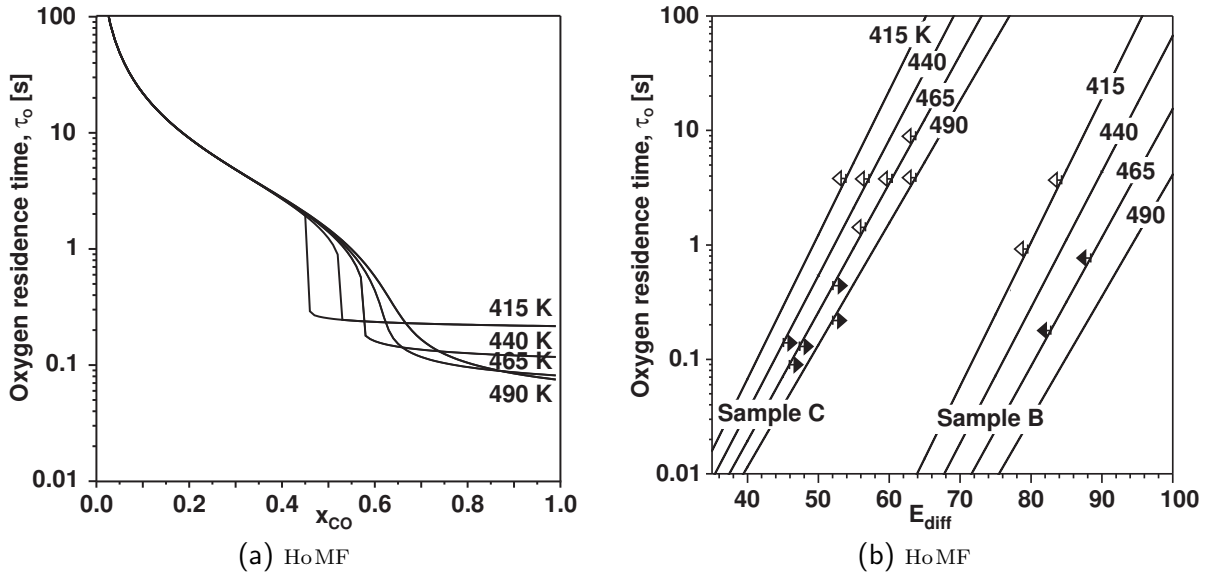 Oxygen residence time, τₒ [s]
100
10
1
0.1
0.01
415 K
440 K
465 K
490 K
0.0
0.2
0.4
0.6
0.8
1.0
x_CO
(a) HoMF
Oxygen residence time, τₒ [s]
100
10
1
0.1
0.01
415 K
440
465
490
415
440
465
490
Sample C
Sample B
40
50
60
70
80
90
100
E_diff
(b) HoMF